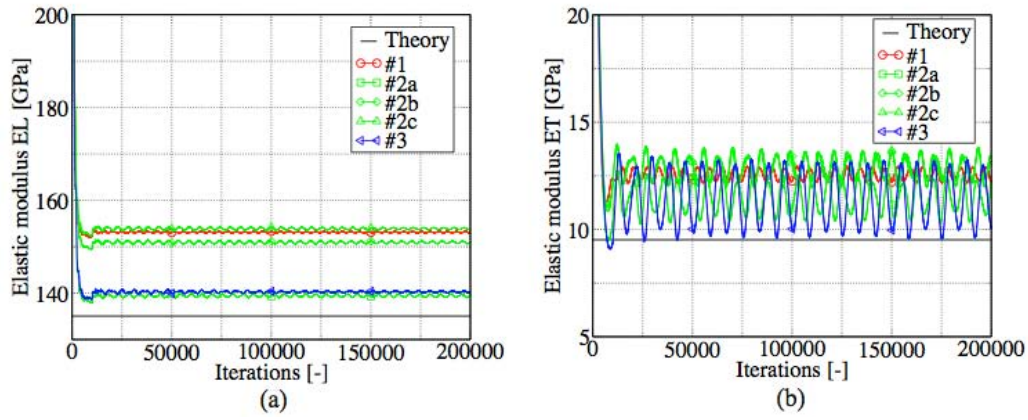 200
180
160
140
Elastic modulus EL [GPa]
Theory
#1
#2a
#2b
#2c
#3
0 50000 100000 150000 200000
Iterations [-]
(a)
20
15
10
5
Elastic modulus ET [GPa]
Theory
#1
#2a
#2b
#2c
#3
0 50000 100000 150000 200000
Iterations [-]
(b)